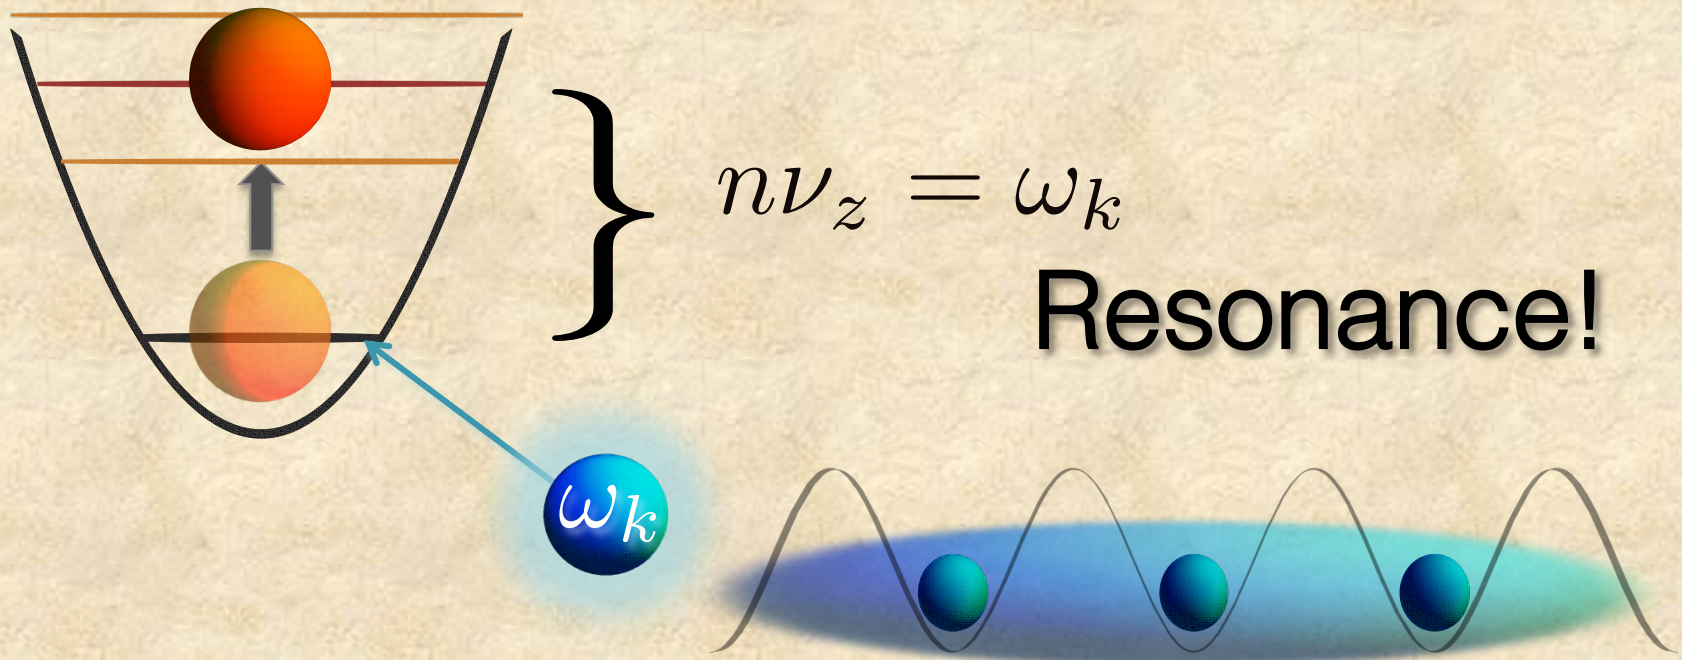 nν_z = ω_k
Resonance!
ω_k